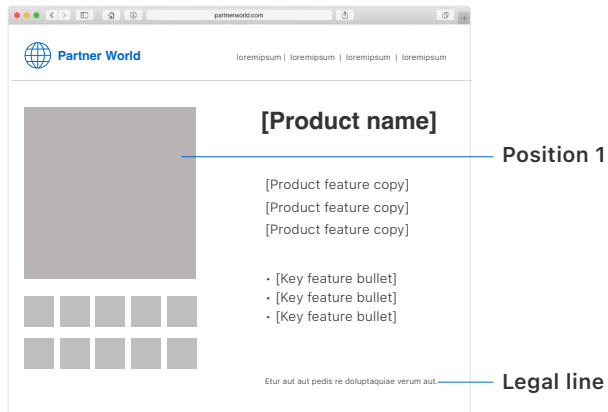 partnerworld.com
Partner World
loremipsum | loremipsum | loremipsum | loremipsum
[Product name]
Position 1
[Product feature copy]
[Product feature copy]
[Product feature copy]
• [Key feature bullet]
• [Key feature bullet]
• [Key feature bullet]
Etur aut aut pedis re doluptaquiae verum aut.
Legal line